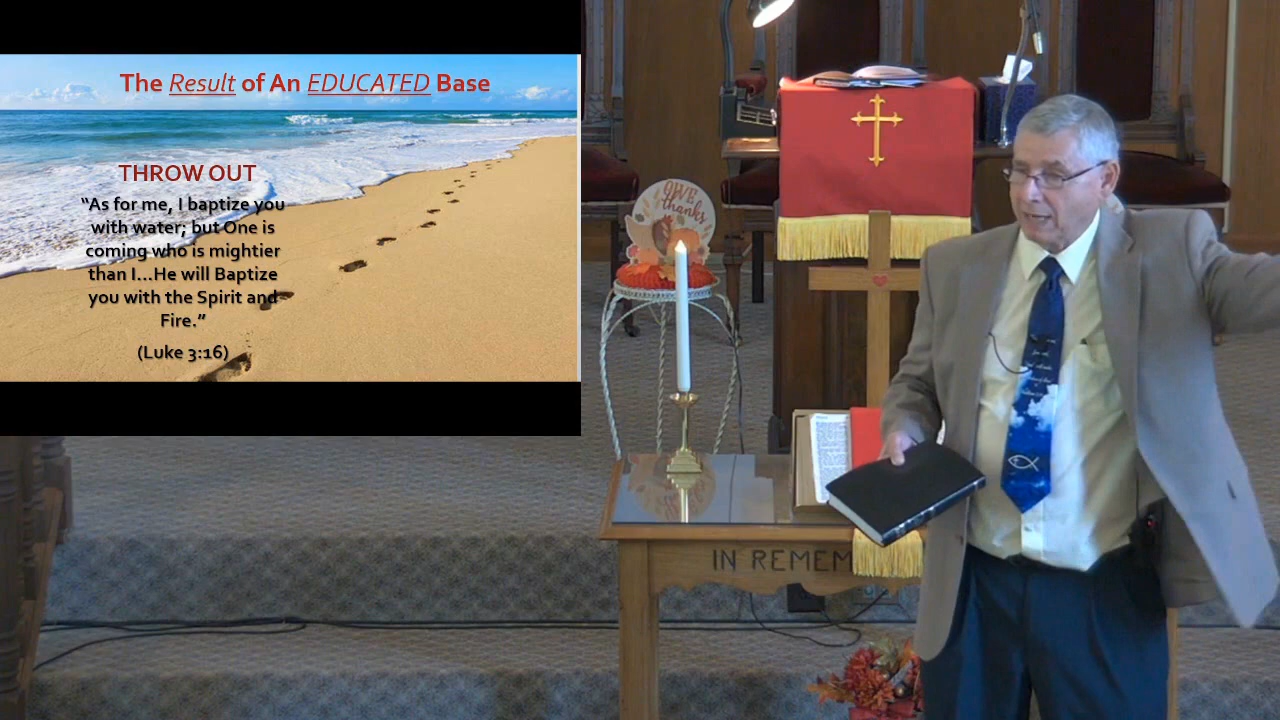 The Result of An EDUCATED Base
THROW OUT
“As for me, I baptize you
with water; but One is
coming who is mightier
than I...He will Baptize
you with the Spirit and
Fire.”
(Luke 3:16)
GIVE
thanks
IN REMEM